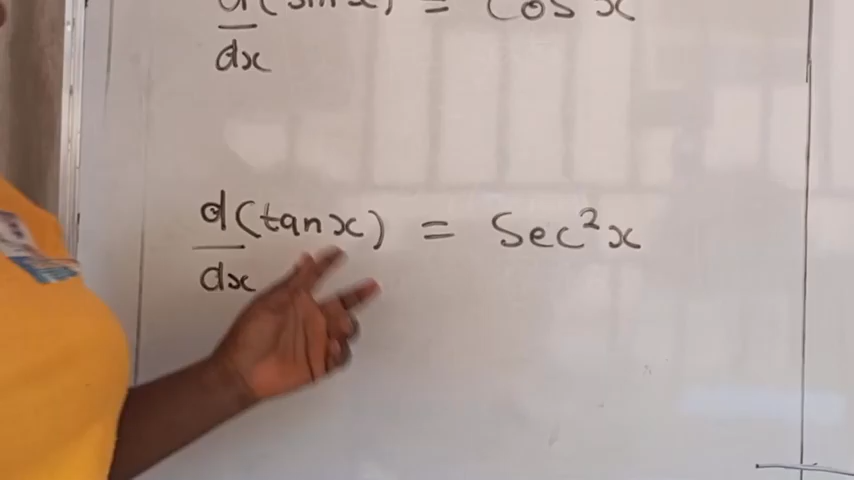 d(sin x) = Cos x
dx
d(tan x) = Sec²x
dx